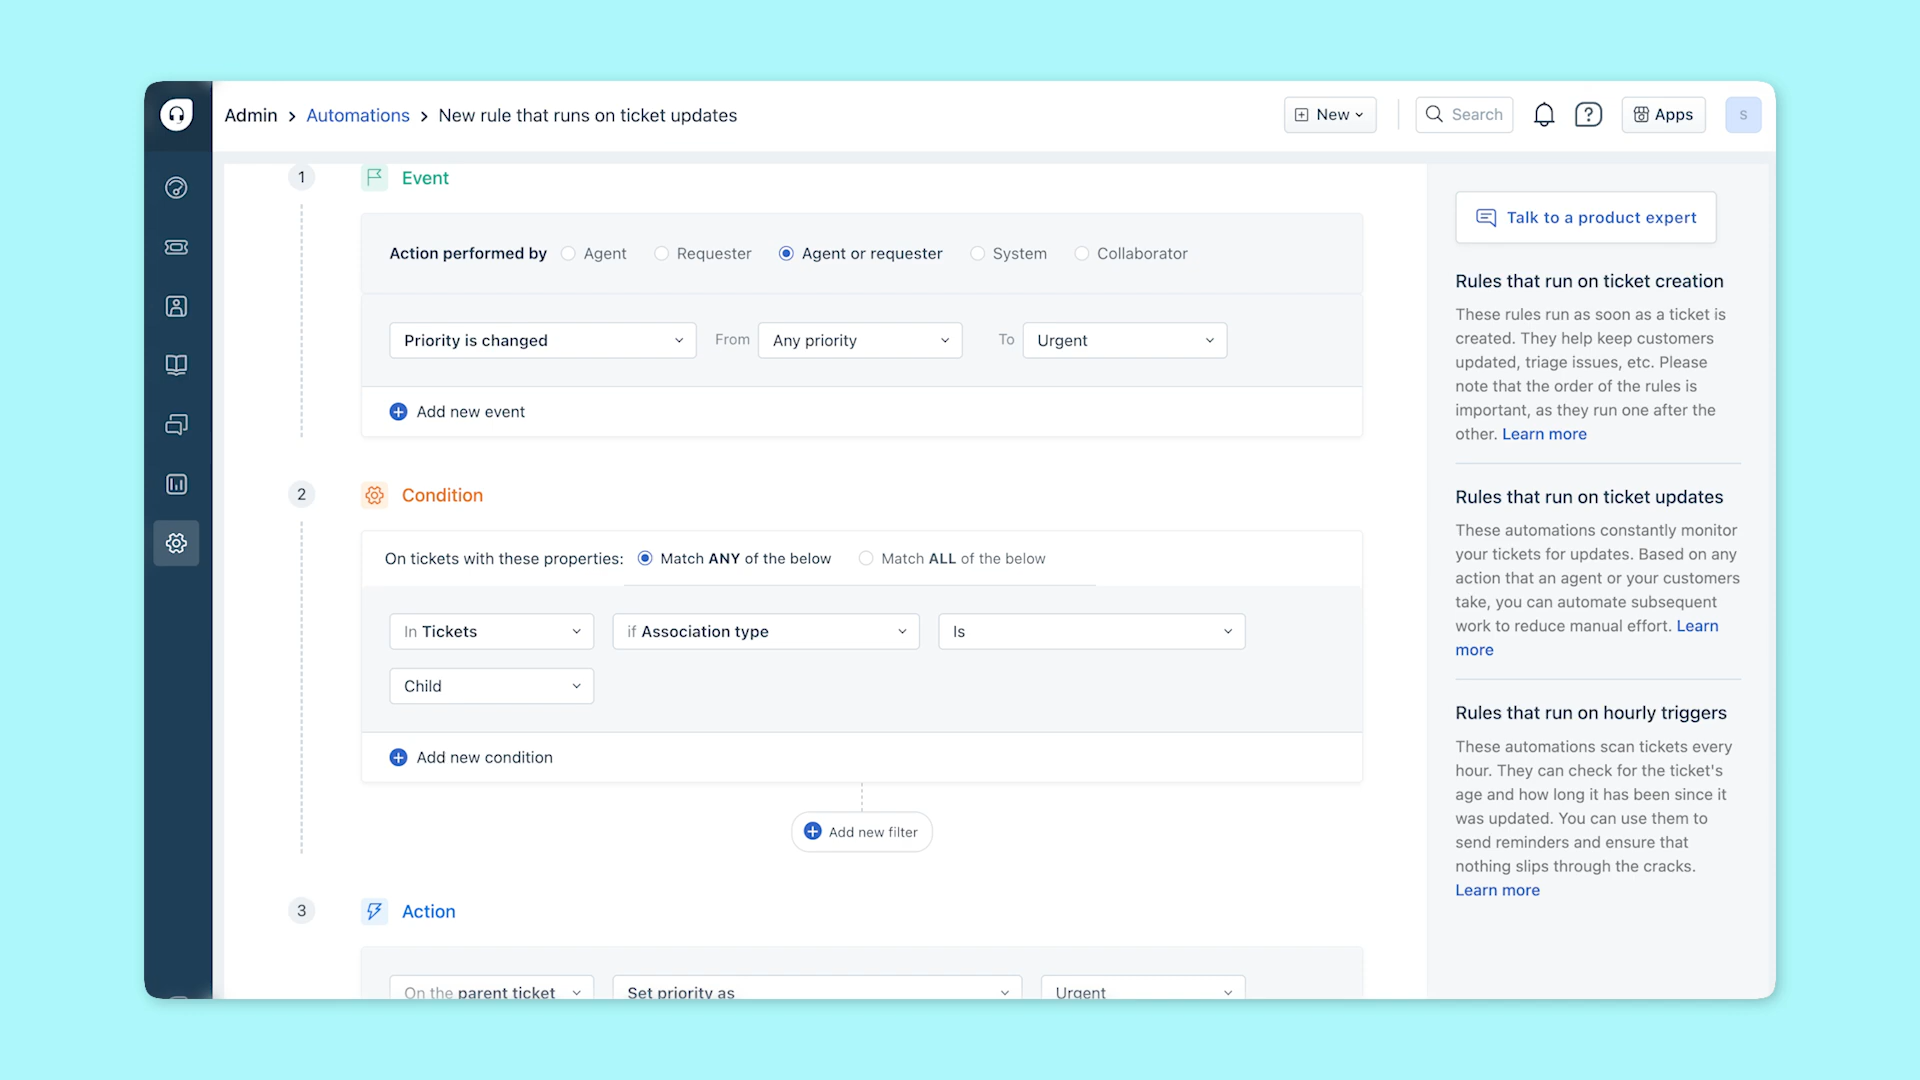 Admin > Automations > New rule that runs on ticket updates
New
Search
?
Apps
S
1
Event
Action performed by Agent Requester Agent or requester System Collaborator
Priority is changed From Any priority To Urgent
Add new event
2
Condition
On tickets with these properties: Match ANY of the below Match ALL of the below
In Tickets if Association type Is
Child
Add new condition
Add new filter
3
Action
On the parent ticket Set priority as Urgent
Talk to a product expert
Rules that run on ticket creation
These rules run as soon as a ticket is
created. They help keep customers
updated, triage issues, etc. Please
note that the order of the rules is
important, as they run one after the
other. Learn more
Rules that run on ticket updates
These automations constantly monitor
your tickets for updates. Based on any
action that an agent or your customers
take, you can automate subsequent
work to reduce manual effort. Learn
more
Rules that run on hourly triggers
These automations scan tickets every
hour. They can check for the ticket's
age and how long it has been since it
was updated. You can use them to
send reminders and ensure that
nothing slips through the cracks.
Learn more